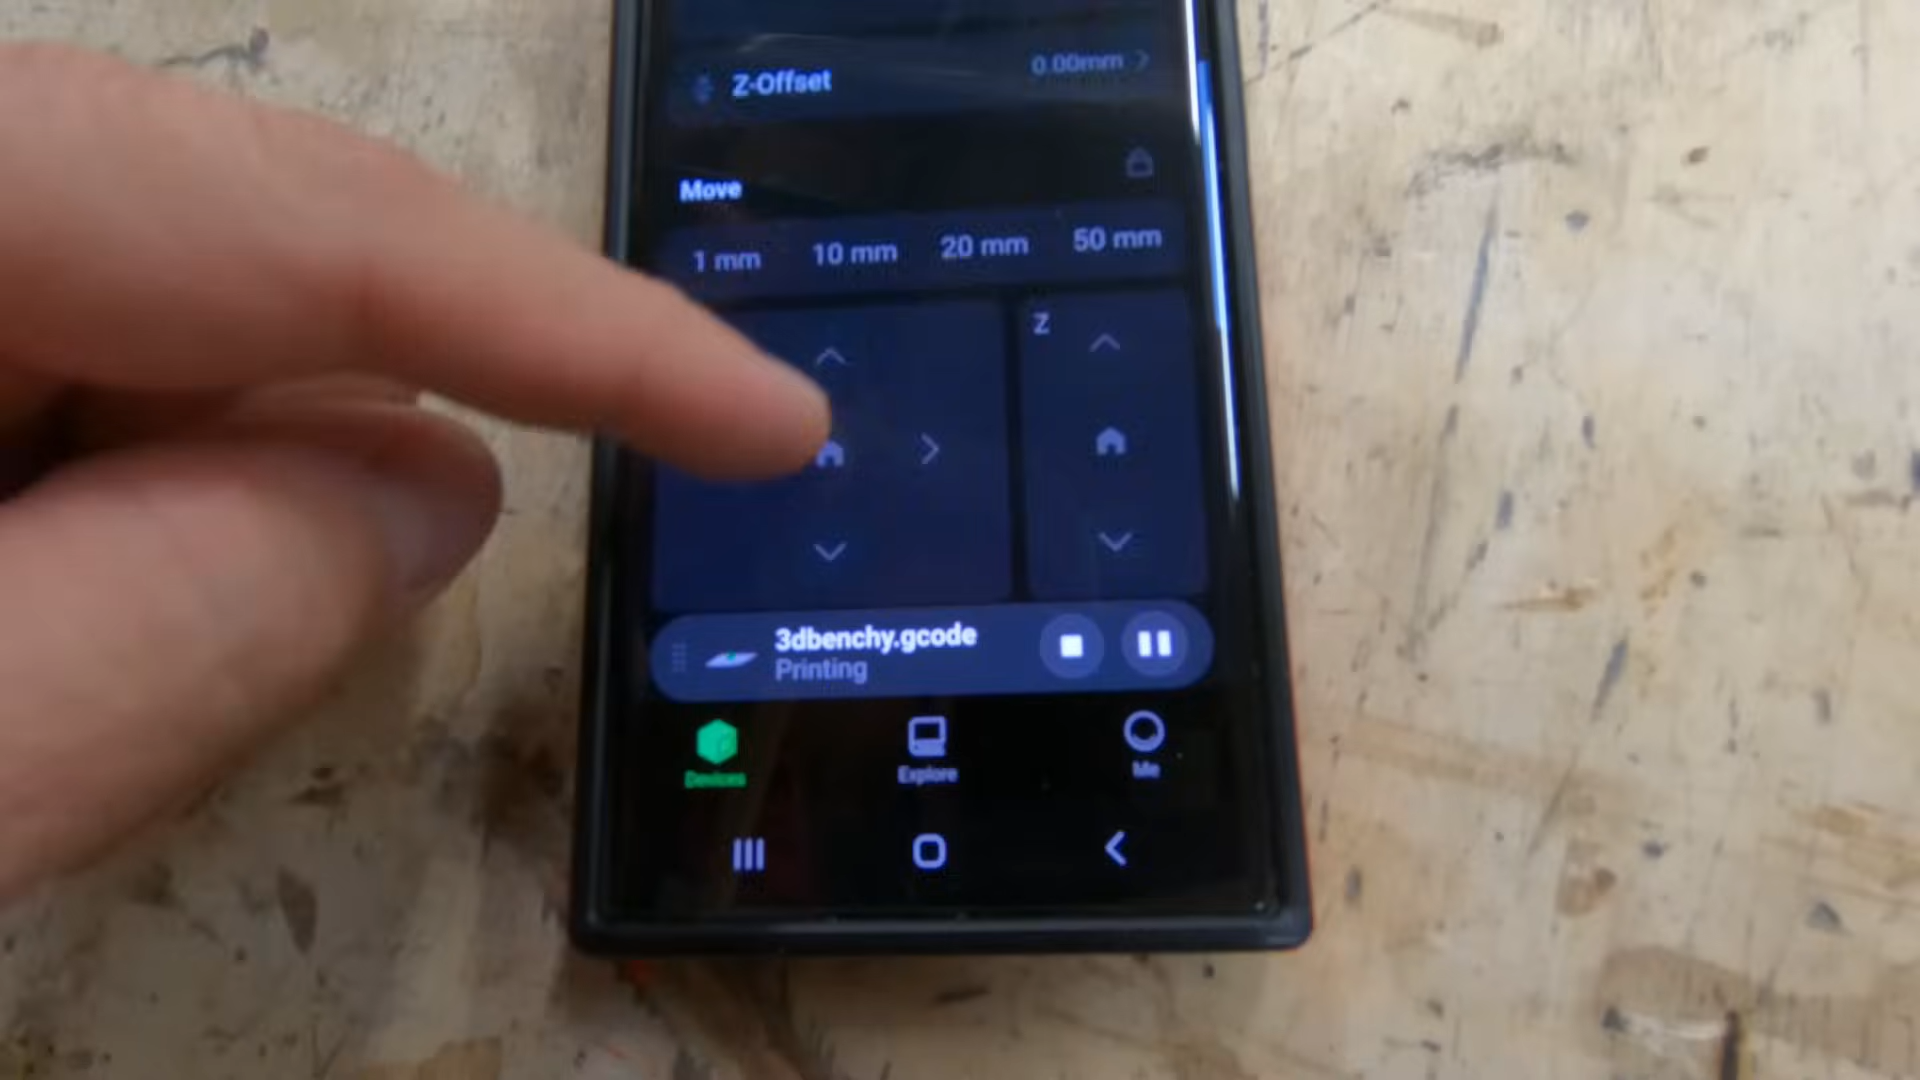 Z-Offset
0.00mm
Move
1 mm 10 mm 20 mm 50 mm
Z
3dbenchy.gcode
Printing
Devices Explore Me